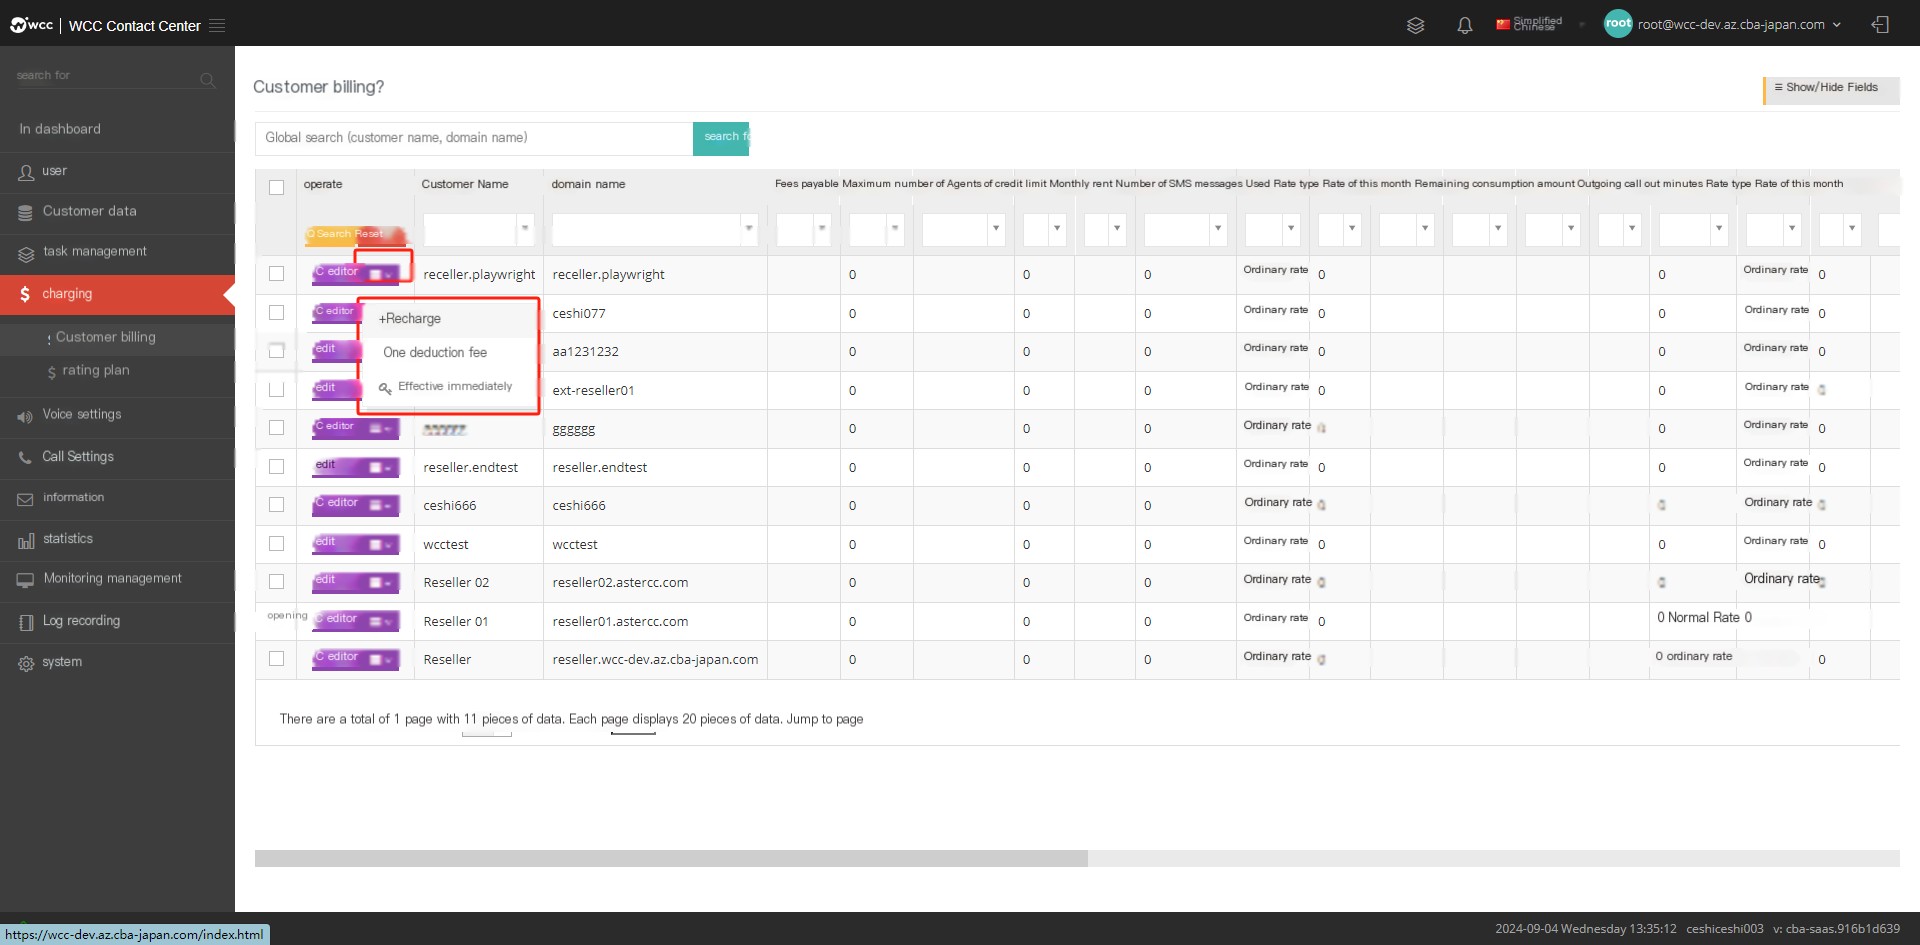 wcc | WCC Contact Center
Simplified Chinese
root root@wcc-dev.az.cba-japan.com
search for
In dashboard
user
Customer data
task management
$ charging
Customer billing
$ rating plan
Voice settings
Call Settings
information
statistics
Monitoring management
Log recording
system
Customer billing?
≡ Show/Hide Fields
Global search (customer name, domain name)
search fo
operate Customer Name domain name Fees payable Maximum number of Agents of credit limit Monthly rent Number of SMS messages Used Rate type Rate of this month Remaining consumption amount Outgoing call out minutes Rate type Rate of this month
Search Reset
C editor receller.playwright receller.playwright 0 0 0 Ordinary rate 0 0 Ordinary rate 0
C editor ceshi077 0 0 0 Ordinary rate 0 0 Ordinary rate 0
edit aa1231232 0 0 0 Ordinary rate 0 0 Ordinary rate 0
edit ext-reseller01 0 0 0 Ordinary rate 0 0 Ordinary rate
+Recharge
One deduction fee
Effective immediately
C editor gggggg 0 0 0 Ordinary rate 0 Ordinary rate 0
edit reseller.endtest reseller.endtest 0 0 0 Ordinary rate 0 0 Ordinary rate 0
C editor ceshi666 ceshi666 0 0 0 Ordinary rate Ordinary rate
edit wcctest wcctest 0 0 0 Ordinary rate 0 0 Ordinary rate 0
edit Reseller 02 reseller02.astercc.com 0 0 0 Ordinary rate Ordinary rate
opening C editor Reseller 01 reseller01.astercc.com 0 0 0 Ordinary rate 0 0 Normal Rate 0
C editor Reseller reseller.wcc-dev.az.cba-japan.com 0 0 0 Ordinary rate 0 ordinary rate 0
There are a total of 1 page with 11 pieces of data. Each page displays 20 pieces of data. Jump to page
https://wcc-dev.az.cba-japan.com/index.html
2024-09-04 Wednesday 13:35:12 ceshiceshi003 v: cba-saas.916b1d639